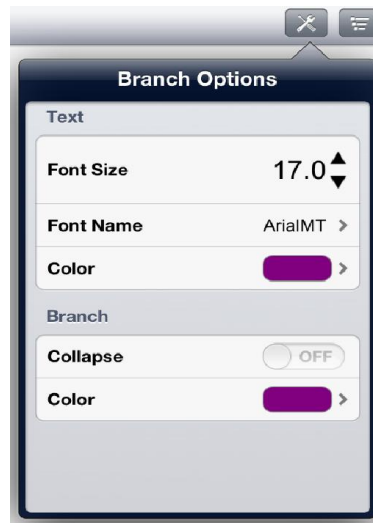 Branch Options
Text
Font Size 17.0
Font Name ArialMT >
Color >
Branch
Collapse OFF
Color >